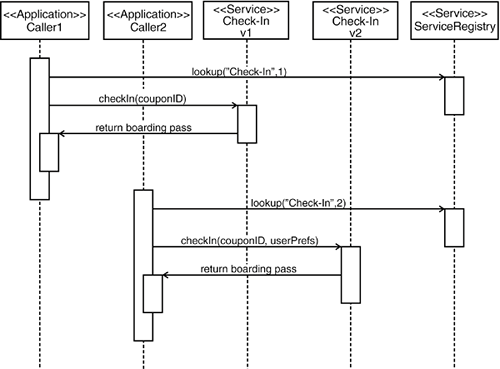 <<Application>>
Caller1
<<Application>>
Caller2
<<Service>>
Check-In
v1
<<Service>>
Check-In
v2
<<Service>>
ServiceRegistry
lookup("Check-In",1)
checkIn(couponID)
return boarding pass
lookup("Check-In",2)
checkIn(couponID, userPrefs)
return boarding pass